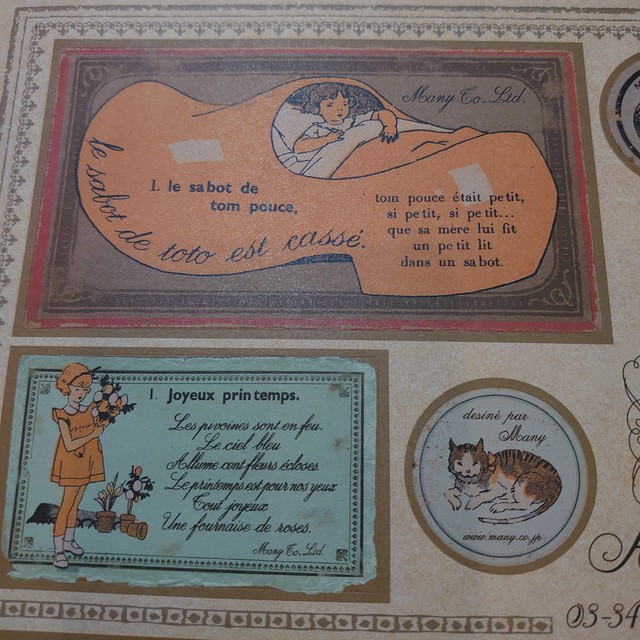 Many Co. Ltd.
1. le sabot de
tom pouce.
le sabot de toto est cassé.
tom pouce était petit,
si petit, si petit...
que sa mère lui fit
un petit lit
dans un sabot.
1. Joyeux printemps.
Les pivoines sont en feu.
Le ciel bleu
Allume cent fleurs écloses.
Le printemps est pour nos yeux
Tout joyeux
Une fournaise de roses.
Many Co. Ltd.
desiné par
Many.
www.many.co.jp
03-34